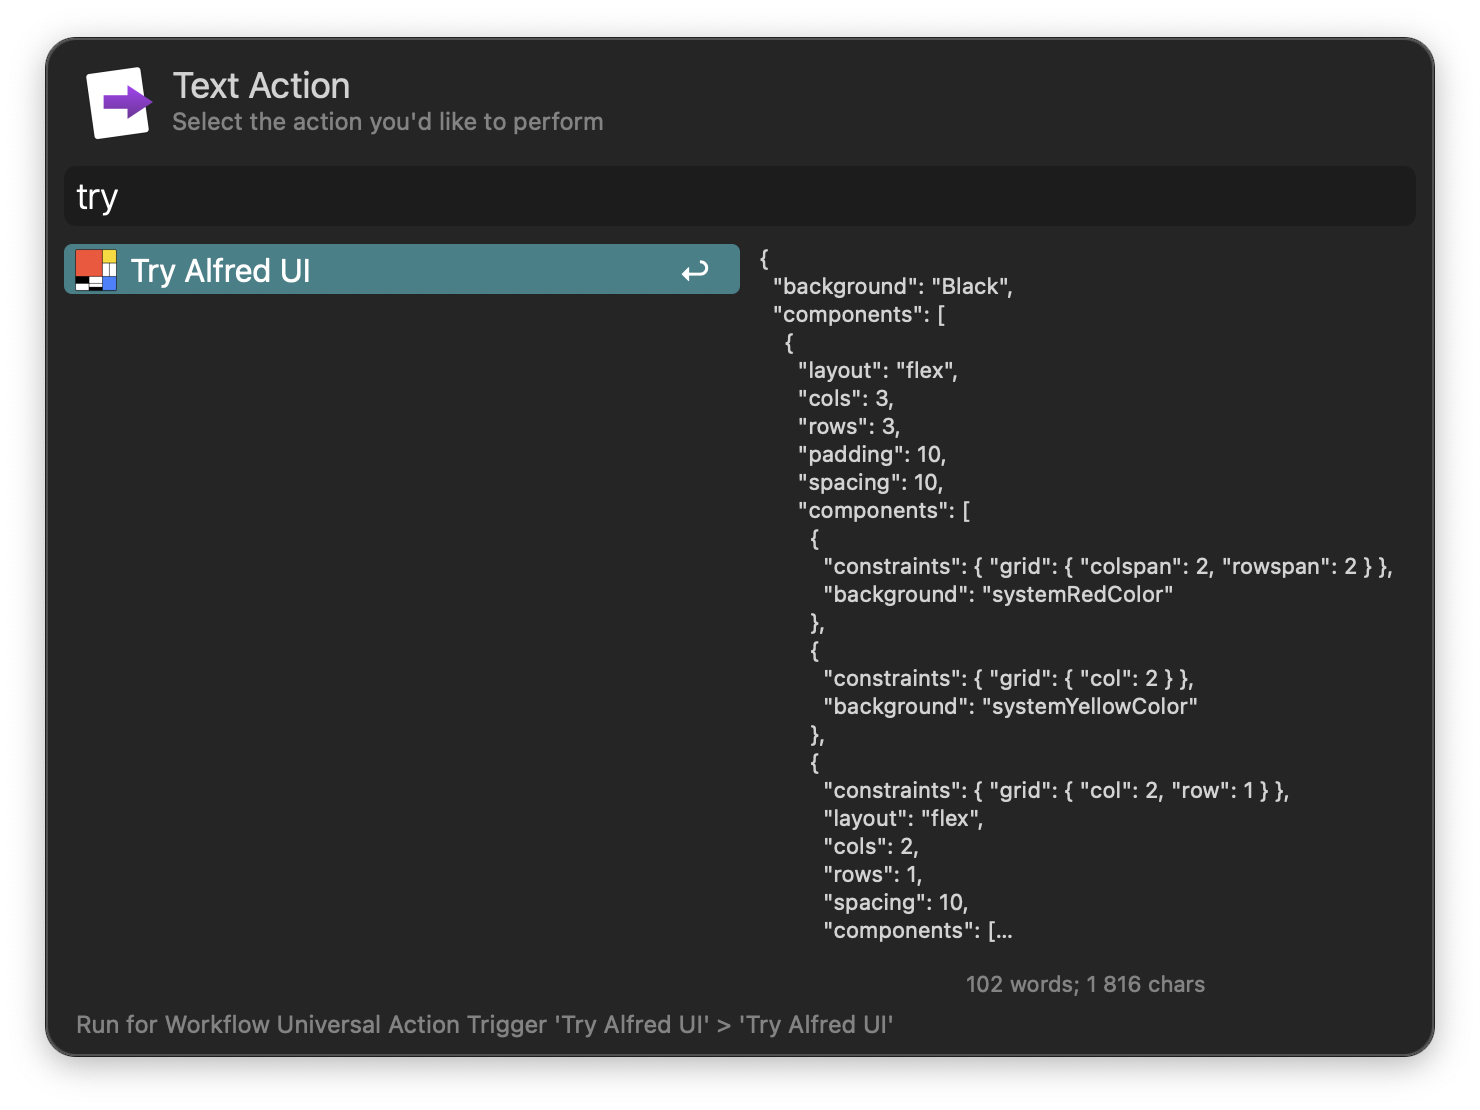 Text Action
Select the action you'd like to perform
try
Try Alfred UI
{
"background": "Black",
"components": [
{
"layout": "flex",
"cols": 3,
"rows": 3,
"padding": 10,
"spacing": 10,
"components": [
{
"constraints": { "grid": { "colspan": 2, "rowspan": 2 } },
"background": "systemRedColor"
},
{
"constraints": { "grid": { "col": 2 } },
"background": "systemYellowColor"
},
{
"constraints": { "grid": { "col": 2, "row": 1 } },
"layout": "flex",
"cols": 2,
"rows": 1,
"spacing": 10,
"components": [...
102 words; 1 816 chars
Run for Workflow Universal Action Trigger 'Try Alfred UI' > 'Try Alfred UI'